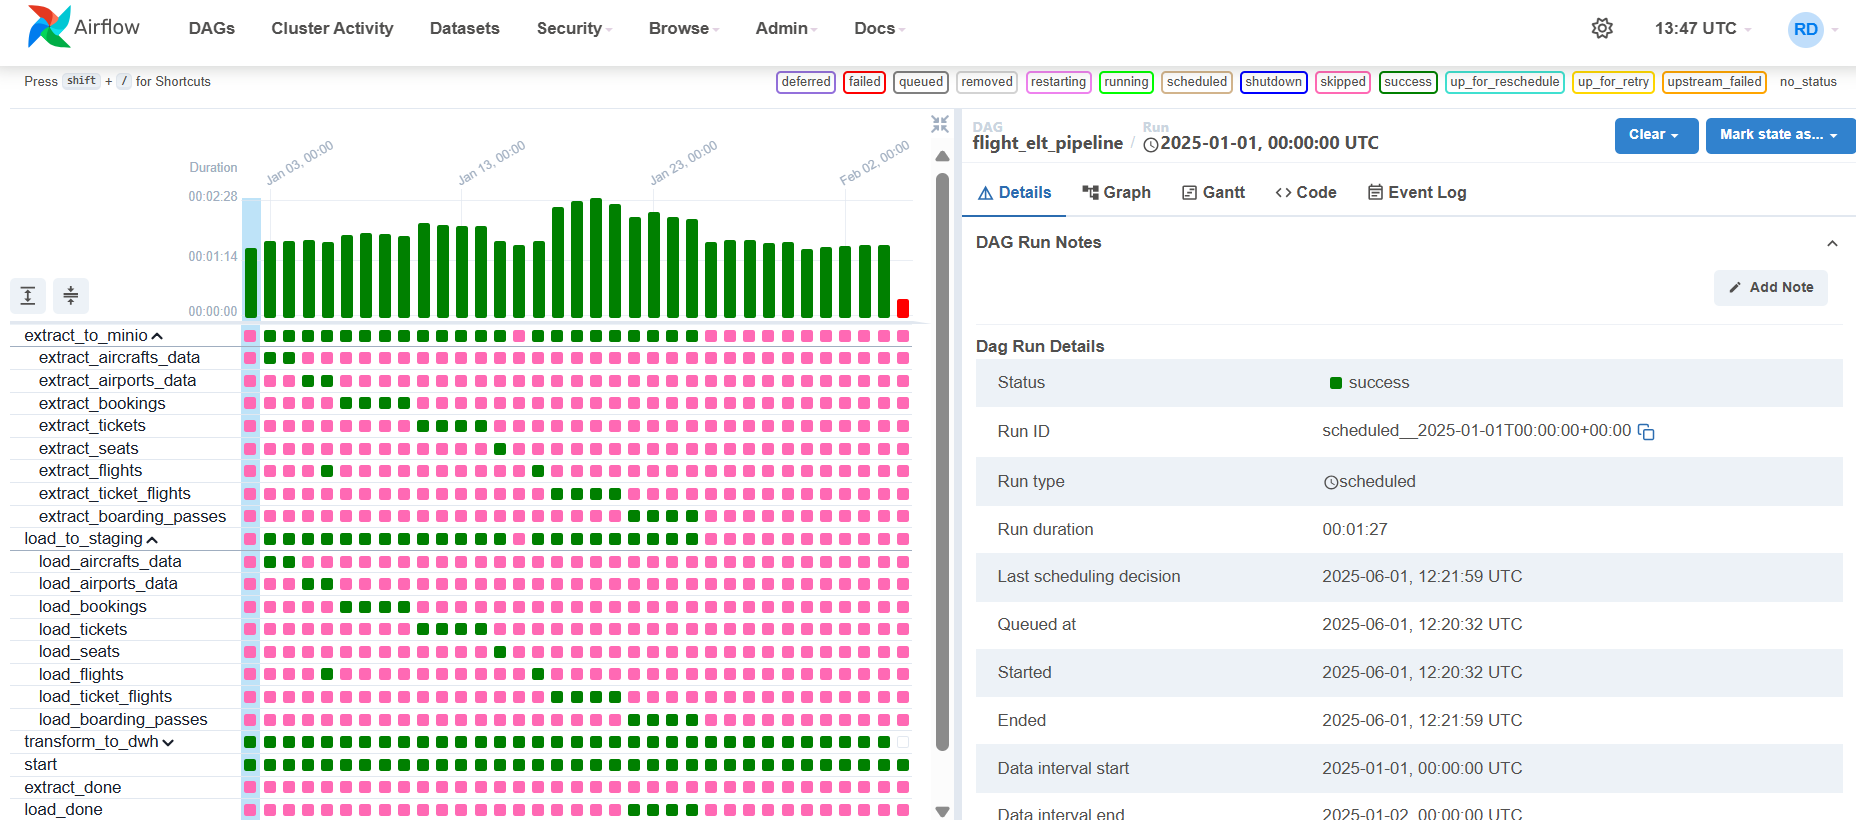 Airflow DAGs Cluster Activity Datasets Security Browse Admin Docs 13:47 UTC RD
Press shift + / for Shortcuts deferred failed queued removed restarting running scheduled shutdown skipped success up_for_reschedule up_for_retry upstream_failed no_status
Duration
Jan 03, 00:00 Jan 13, 00:00 Jan 23, 00:00 Feb 02, 00:00
00:02:28
00:01:14
00:00:00
extract_to_minio
extract_aircrafts_data
extract_airports_data
extract_bookings
extract_tickets
extract_seats
extract_flights
extract_ticket_flights
extract_boarding_passes
load_to_staging
load_aircrafts_data
load_airports_data
load_bookings
load_tickets
load_seats
load_flights
load_ticket_flights
load_boarding_passes
transform_to_dwh
start
extract_done
load_done
DAG Run
flight_elt_pipeline / 2025-01-01, 00:00:00 UTC
Clear Mark state as...
Details Graph Gantt Code Event Log
DAG Run Notes
Add Note
Dag Run Details
Status success
Run ID scheduled__2025-01-01T00:00:00+00:00
Run type scheduled
Run duration 00:01:27
Last scheduling decision 2025-06-01, 12:21:59 UTC
Queued at 2025-06-01, 12:20:32 UTC
Started 2025-06-01, 12:20:32 UTC
Ended 2025-06-01, 12:21:59 UTC
Data interval start 2025-01-01, 00:00:00 UTC
Data interval end 2025-01-02, 00:00:00 UTC